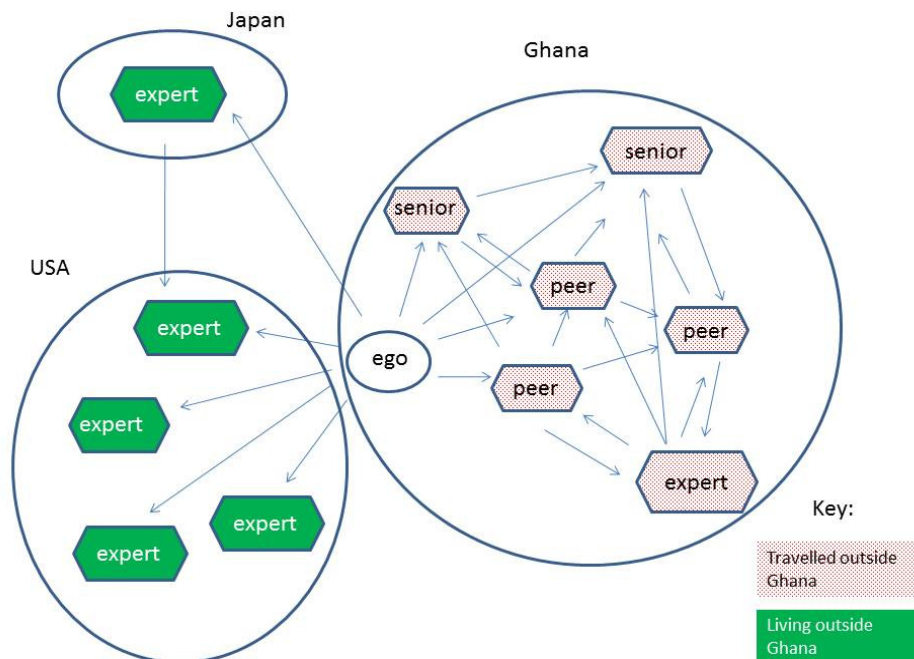 Japan
Ghana
expert
senior
senior
USA
peer
expert
peer
ego
peer
expert
expert
expert
expert
Key:
Travelled outside
Ghana
Living outside
Ghana